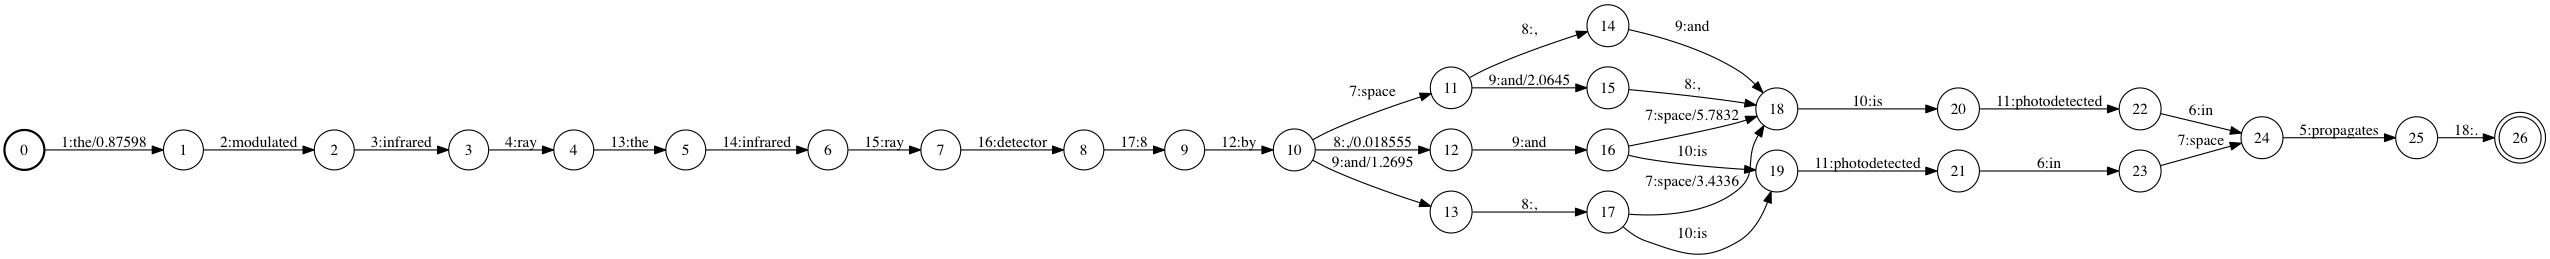 0 1:the/0.87598 1 2:modulated 2 3:infrared 3 4:ray 4 13:the 5 14:infrared 6 15:ray 7 16:detector 8 17:8 9 12:by 10
7:space
8:,/0.018555
9:and/1.2695
11
8:,
9:and/2.0645
12
9:and
13
8:,
14
9:and
15
8:,
16
7:space/5.7832
10:is
17
7:space/3.4336
10:is
18 10:is 20 11:photodetected 22 6:in
19 11:photodetected 21 6:in 23 7:space
24 5:propagates 25 18:. 26